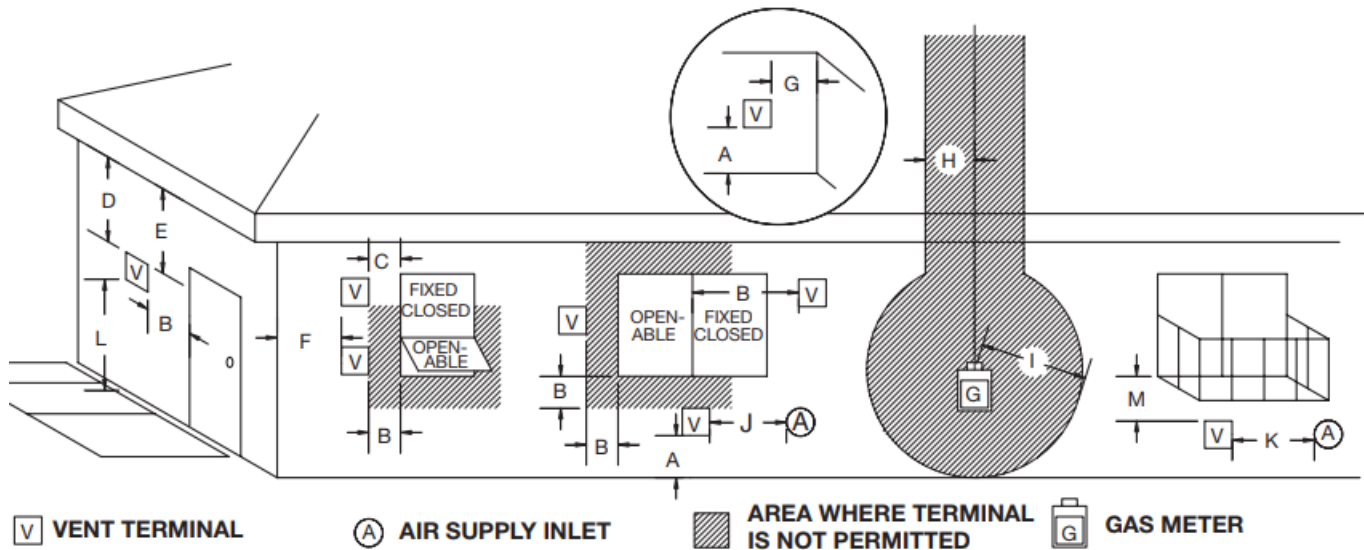 G
V
A
H
D
E
C
V
FIXED
CLOSED
V
B
L
F
V
OPEN-
ABLE
B
V
OPEN-
ABLE
FIXED
CLOSED
B
V
I
G
B
B
V
J
A
A
M
V
K
A
V VENT TERMINAL
A AIR SUPPLY INLET
AREA WHERE TERMINAL
IS NOT PERMITTED
G GAS METER